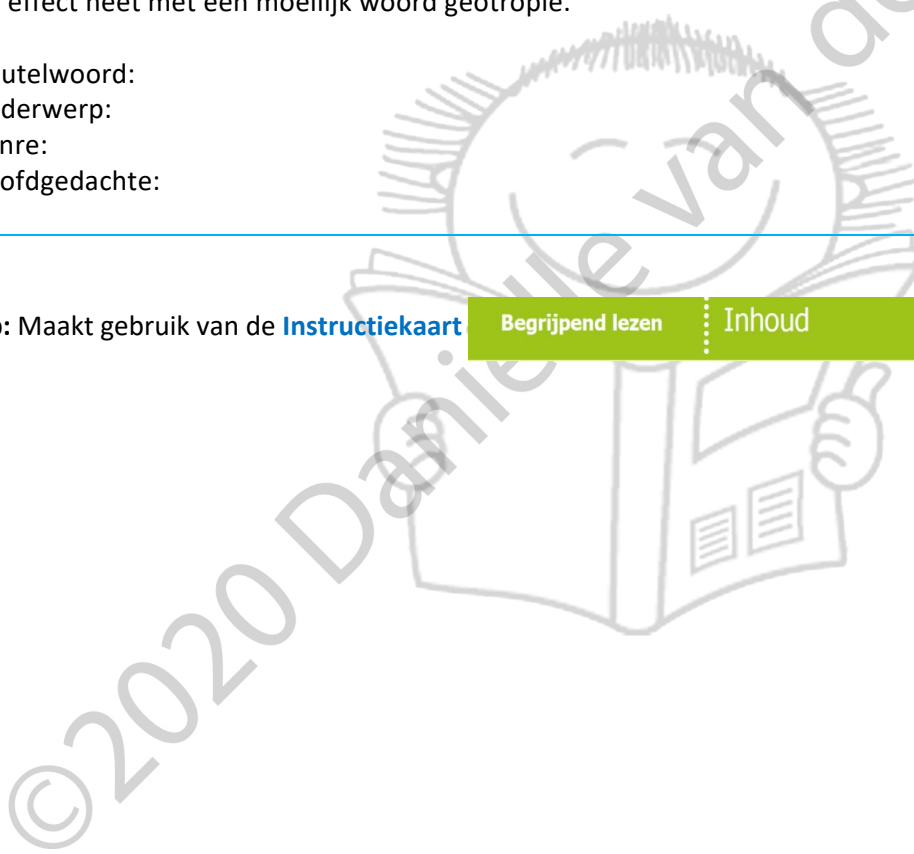 effect heet met een moeilijk woord geotropie.
utelwoord:
derwerp:
nre:
ofdgedachte:
: Maakt gebruik van de Instructiekaart
Begrijpend lezen Inhoud
©2020 Danielle van